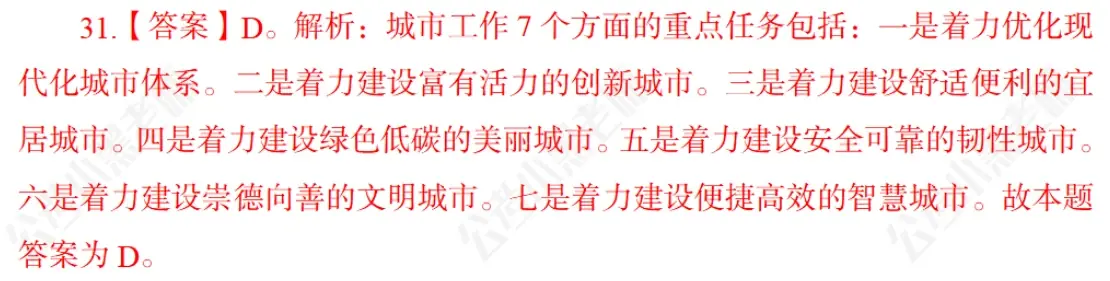 31.【答案】D。解析：城市工作 7 个方面的重点任务包括：一是着力优化现
代化城市体系。二是着力建设富有活力的创新城市。三是着力建设舒适便利的宜
居城市。四是着力建设绿色低碳的美丽城市。五是着力建设安全可靠的韧性城市。
六是着力建设崇德向善的文明城市。七是着力建设便捷高效的智慧城市。故本题
答案为 D。